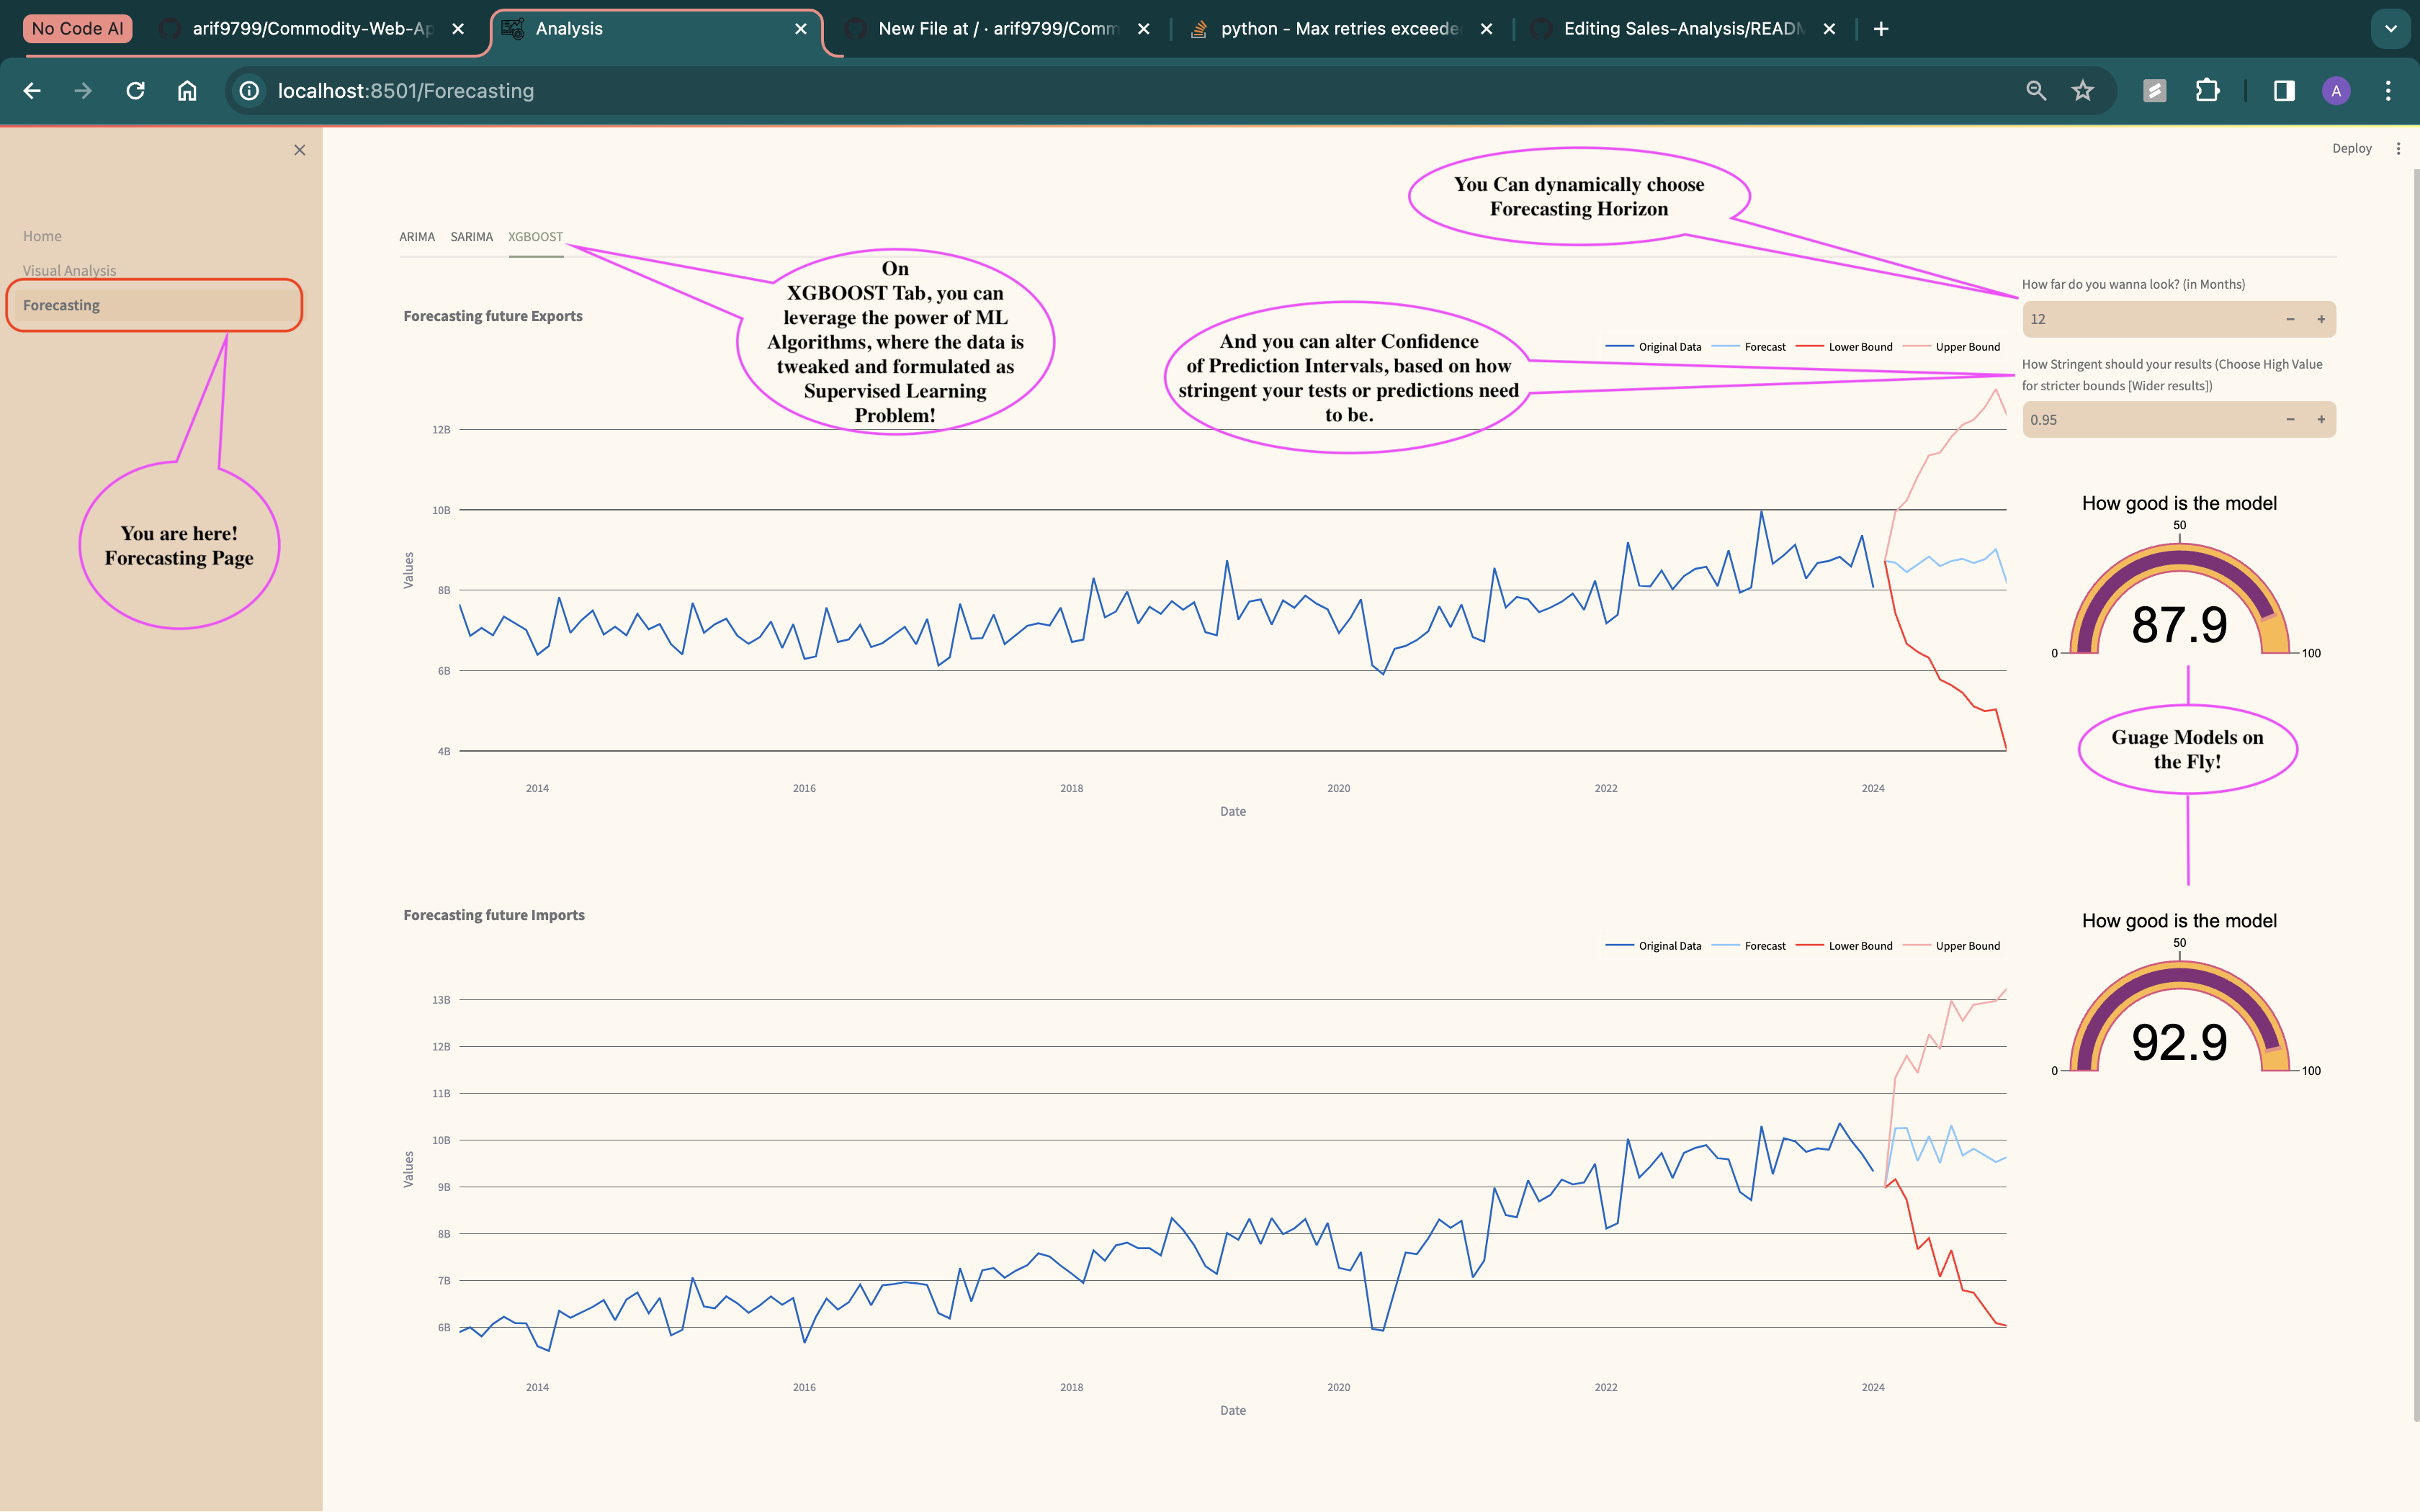 No Code AI
arif9799/Commodity-Web-Ap
Analysis
New File at / · arif9799/Comm
python - Max retries exceede
Editing Sales-Analysis/READM
localhost:8501/Forecasting
A
Deploy
Home
Visual Analysis
Forecasting
You are here!
Forecasting Page
ARIMA
SARIMA
XGBOOST
On
XGBOOST Tab, you can
leverage the power of ML
Algorithms, where the data is
tweaked and formulated as
Supervised Learning
Problem!
You Can dynamically choose
Forecasting Horizon
And you can alter Confidence
of Prediction Intervals, based on how
stringent your tests or predictions need
to be.
How far do you wanna look? (in Months)
12
How Stringent should your results (Choose High Value
for stricter bounds [Wider results])
0.95
Forecasting future Exports
Original Data
Forecast
Lower Bound
Upper Bound
12B
10B
8B
6B
4B
Values
2014
2016
2018
2020
2022
2024
Date
How good is the model
50
87.9
0
100
Guage Models on
the Fly!
Forecasting future Imports
Original Data
Forecast
Lower Bound
Upper Bound
13B
12B
11B
10B
9B
8B
7B
6B
Values
2014
2016
2018
2020
2022
2024
Date
How good is the model
50
92.9
0
100